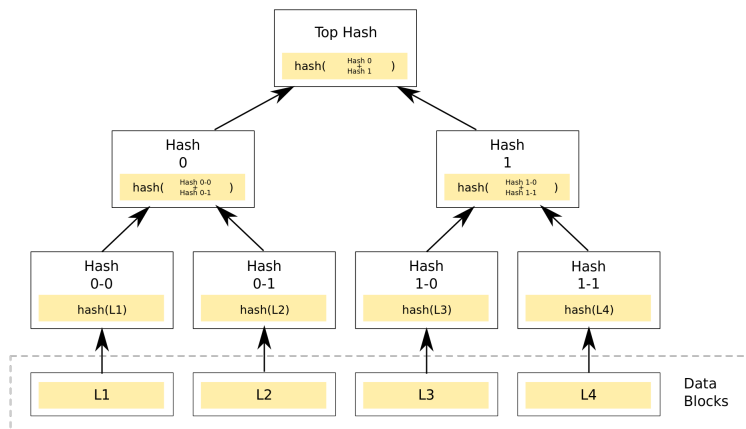 Top Hash
hash( Hash 0 + Hash 1 )
Hash
0
hash( Hash 0-0 + Hash 0-1 )
Hash
1
hash( Hash 1-0 + Hash 1-1 )
Hash
0-0
hash(L1)
Hash
0-1
hash(L2)
Hash
1-0
hash(L3)
Hash
1-1
hash(L4)
L1
L2
L3
L4
Data
Blocks